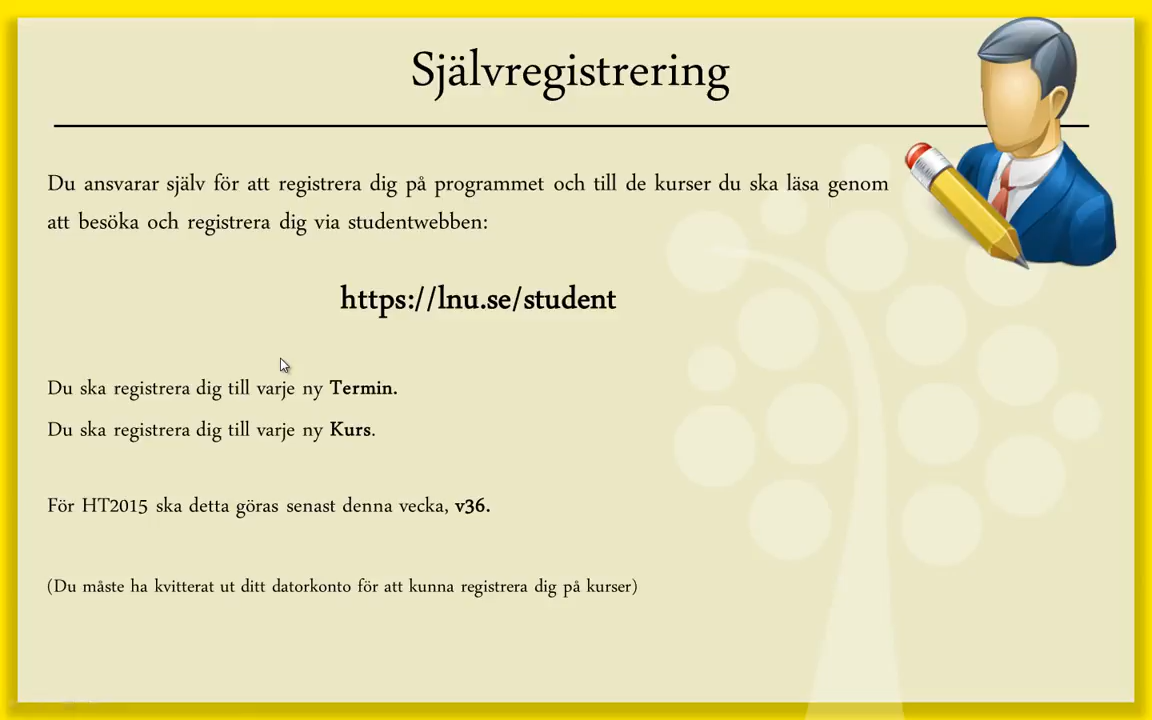 Självregistrering
Du ansvarar själv för att registrera dig på programmet och till de kurser du ska läsa genom
att besöka och registrera dig via studentwebben:
https://lnu.se/student
Du ska registrera dig till varje ny Termin.
Du ska registrera dig till varje ny Kurs.
För HT2015 ska detta göras senast denna vecka, v36.
(Du måste ha kvitterat ut ditt datorkonto för att kunna registrera dig på kurser)